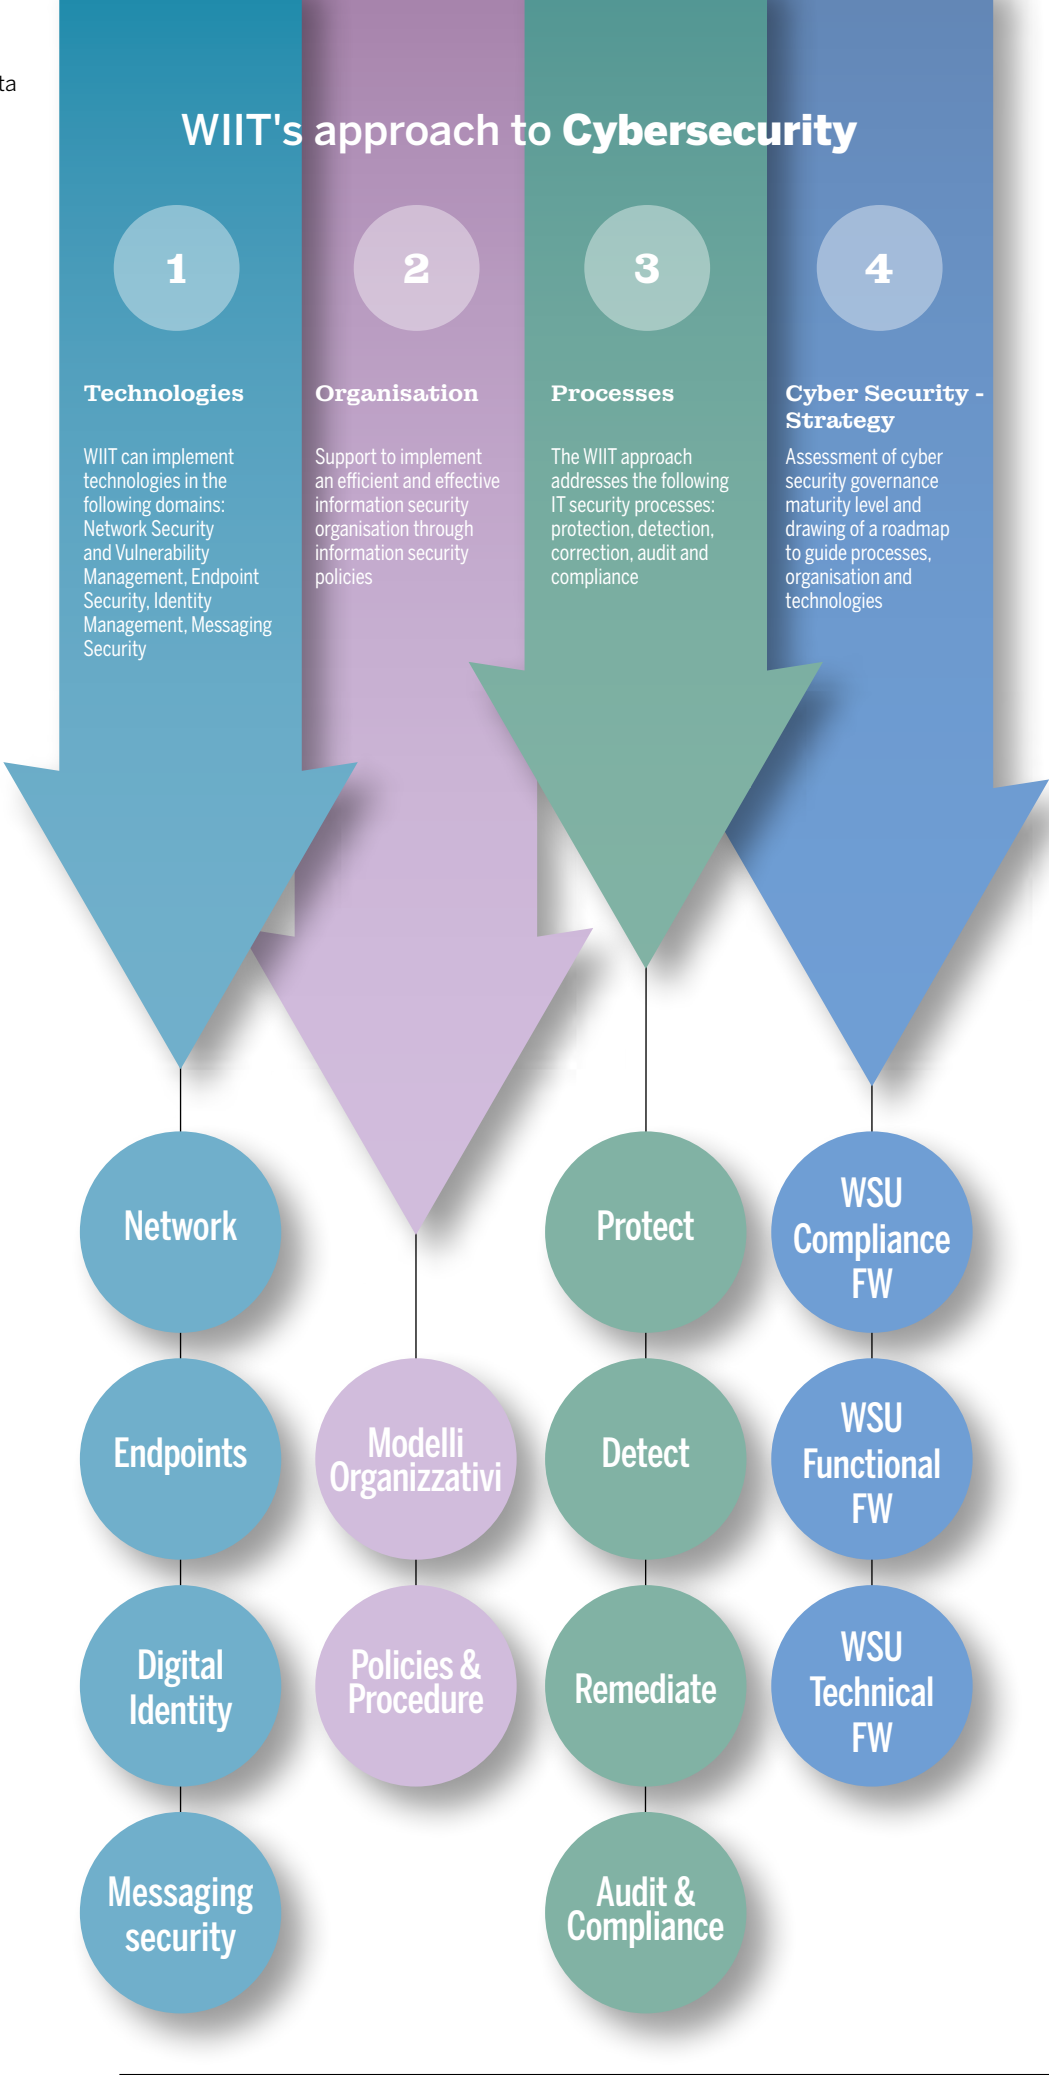 ta
WIIT's approach to Cybersecurity
1
Technologies
WIIT can implement
technologies in the
following domains:
Network Security
and Vulnerability
Management, Endpoint
Security, Identity
Management, Messaging
Security
2
Organisation
Support to implement
an efficient and effective
information security
organisation through
information security
policies
3
Processes
The WIIT approach
addresses the following
IT security processes:
protection, detection,
correction, audit and
compliance
4
Cyber Security -
Strategy
Assessment of cyber
security governance
maturity level and
drawing of a roadmap
to guide processes,
organisation and
technologies
Network
Endpoints
Digital
Identity
Messaging
security
Modelli
Organizzativi
Policies &
Procedure
Protect
Detect
Remediate
Audit &
Compliance
WSU
Compliance
FW
WSU
Functional
FW
WSU
Technical
FW